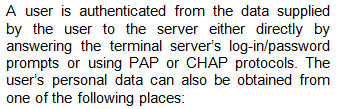 A user is authenticated from the data supplied
by the user to the server either directly by
answering the terminal server's log-in/password
prompts or using PAP or CHAP protocols. The
user's personal data can also be obtained from
one of the following places: